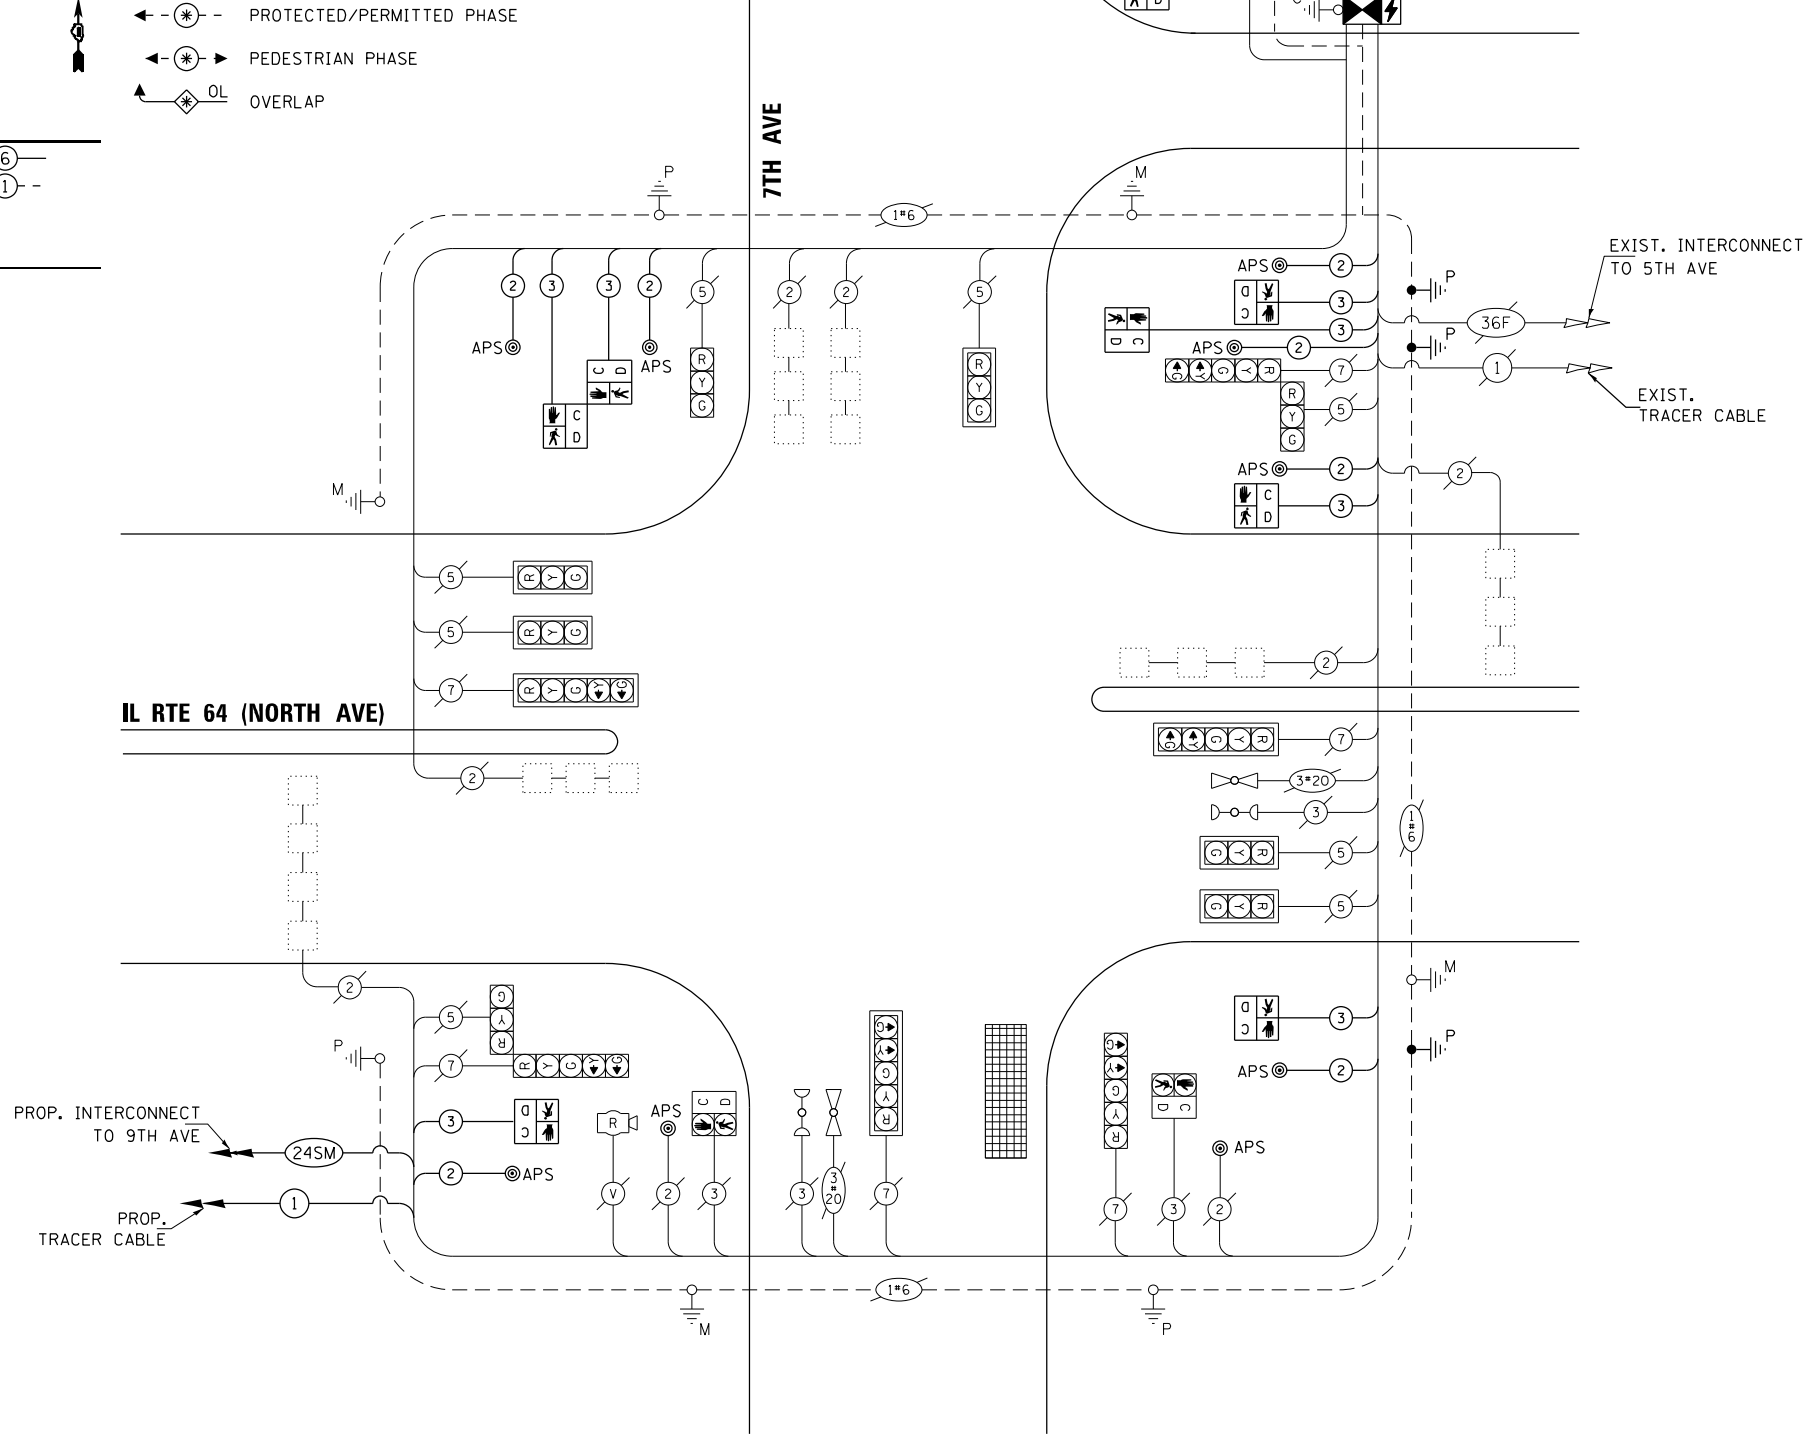 PROTECTED/PERMITTED PHASE
PEDESTRIAN PHASE
OL
OVERLAP
6
1
7TH AVE
P
1#6
M
EXIST. INTERCONNECT
TO 5TH AVE
36F
P
P
1
EXIST.
TRACER CABLE
2
3
3
2
5
2
2
5
APS
APS
C D
C
D
R
Y
G
R
Y
G
APS 2
D
C
3
D C
3
APS 2
G Y G Y R 7
R
Y
G
5
APS 2
C
D
3
2
M
5 R Y G
5 R Y G
7 R Y G Y G
2
IL RTE 64 (NORTH AVE)
2
G Y G Y R 7
3#20
3
G Y R 5
G Y R 5
1
#
6
2
5
G
Y
R
7
R Y G Y G
P
3
D
C
PROP. INTERCONNECT
TO 9TH AVE
24SM
2 APS
1
PROP.
TRACER CABLE
R
V
APS
2
C D
3
3
3
#
20
G
Y
G
Y
R
7
G
Y
G
Y
R
7
D C
3
APS
2
D
C
3
APS 2
M
P
1#6
M
P